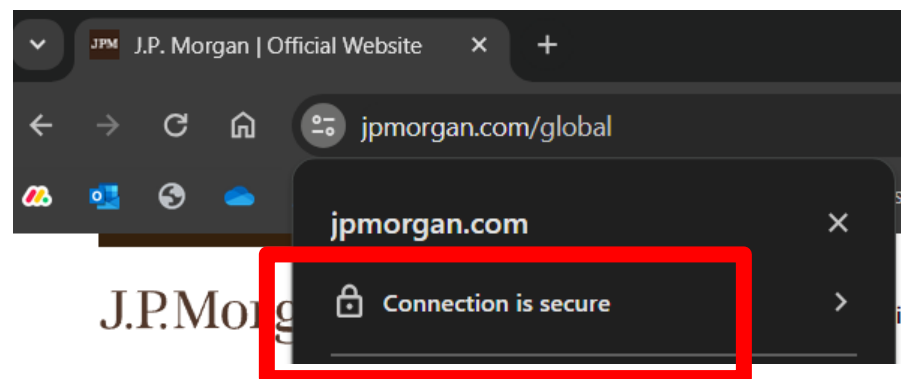 JPM J.P. Morgan | Official Website
jpmorgan.com/global
jpmorgan.com
J.P.Morg
Connection is secure